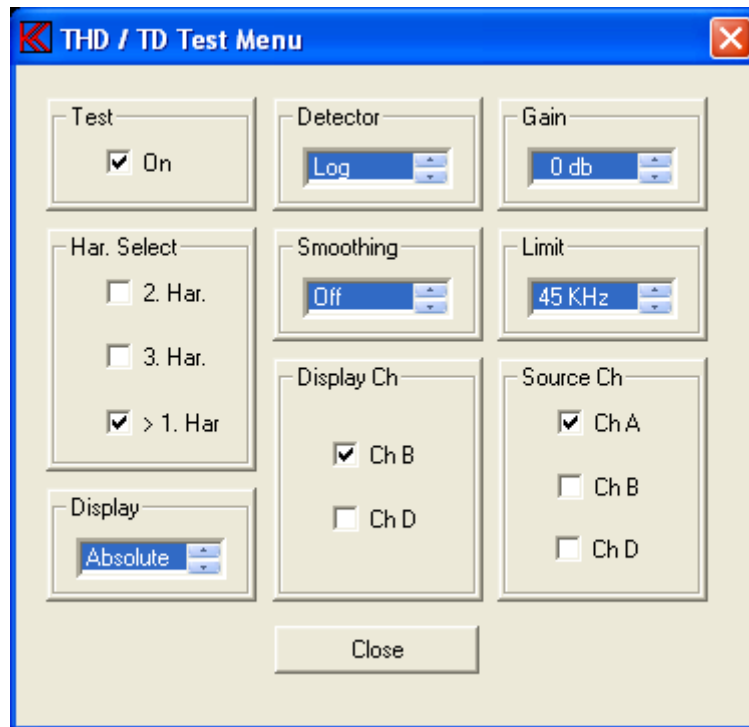 THD / TD Test Menu
Test
On
Detector
Log
Gain
0 db
Har. Select
2. Har.
3. Har.
> 1. Har
Smoothing
Off
Limit
45 KHz
Display Ch
Ch B
Ch D
Source Ch
Ch A
Ch B
Ch D
Display
Absolute
Close